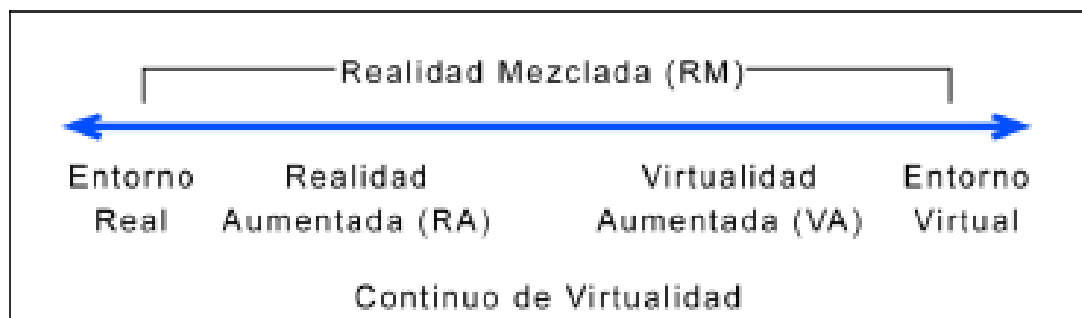 Realidad Mezclada (RM)
Entorno Real
Realidad Aumentada (RA)
Virtualidad Aumentada (VA)
Entorno Virtual
Continuo de Virtualidad